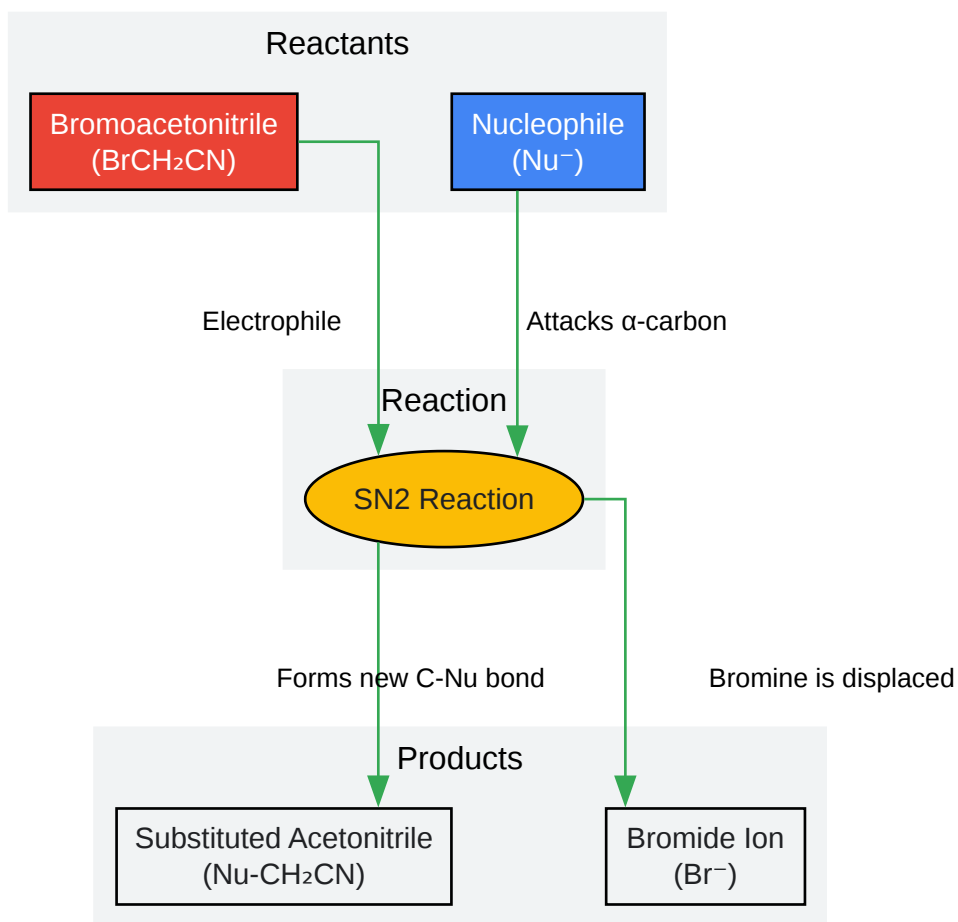 Reactants
Bromoacetonitrile
(BrCH₂CN)
Nucleophile
(Nu⁻)
Electrophile
Attacks α-carbon
Reaction
SN2 Reaction
Forms new C-Nu bond
Bromine is displaced
Products
Substituted Acetonitrile
(Nu-CH₂CN)
Bromide Ion
(Br⁻)